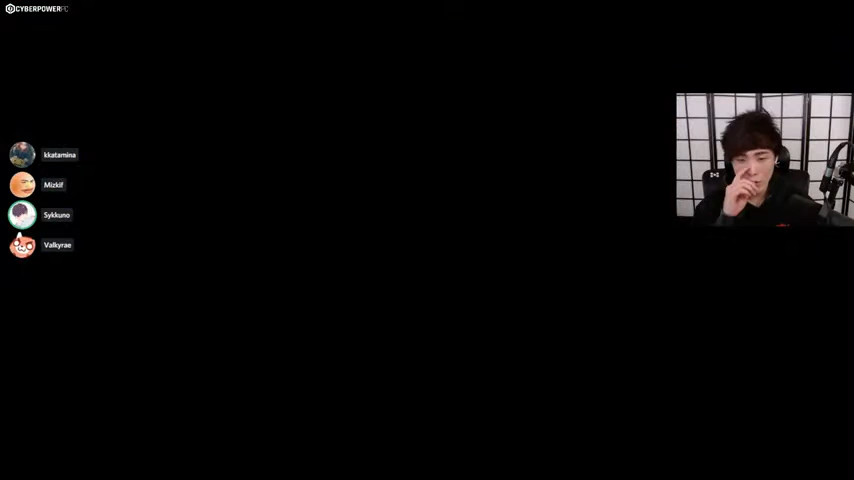 CYBERPOWERPC
kkatamina
Mizkif
Sykkuno
Valkyrae